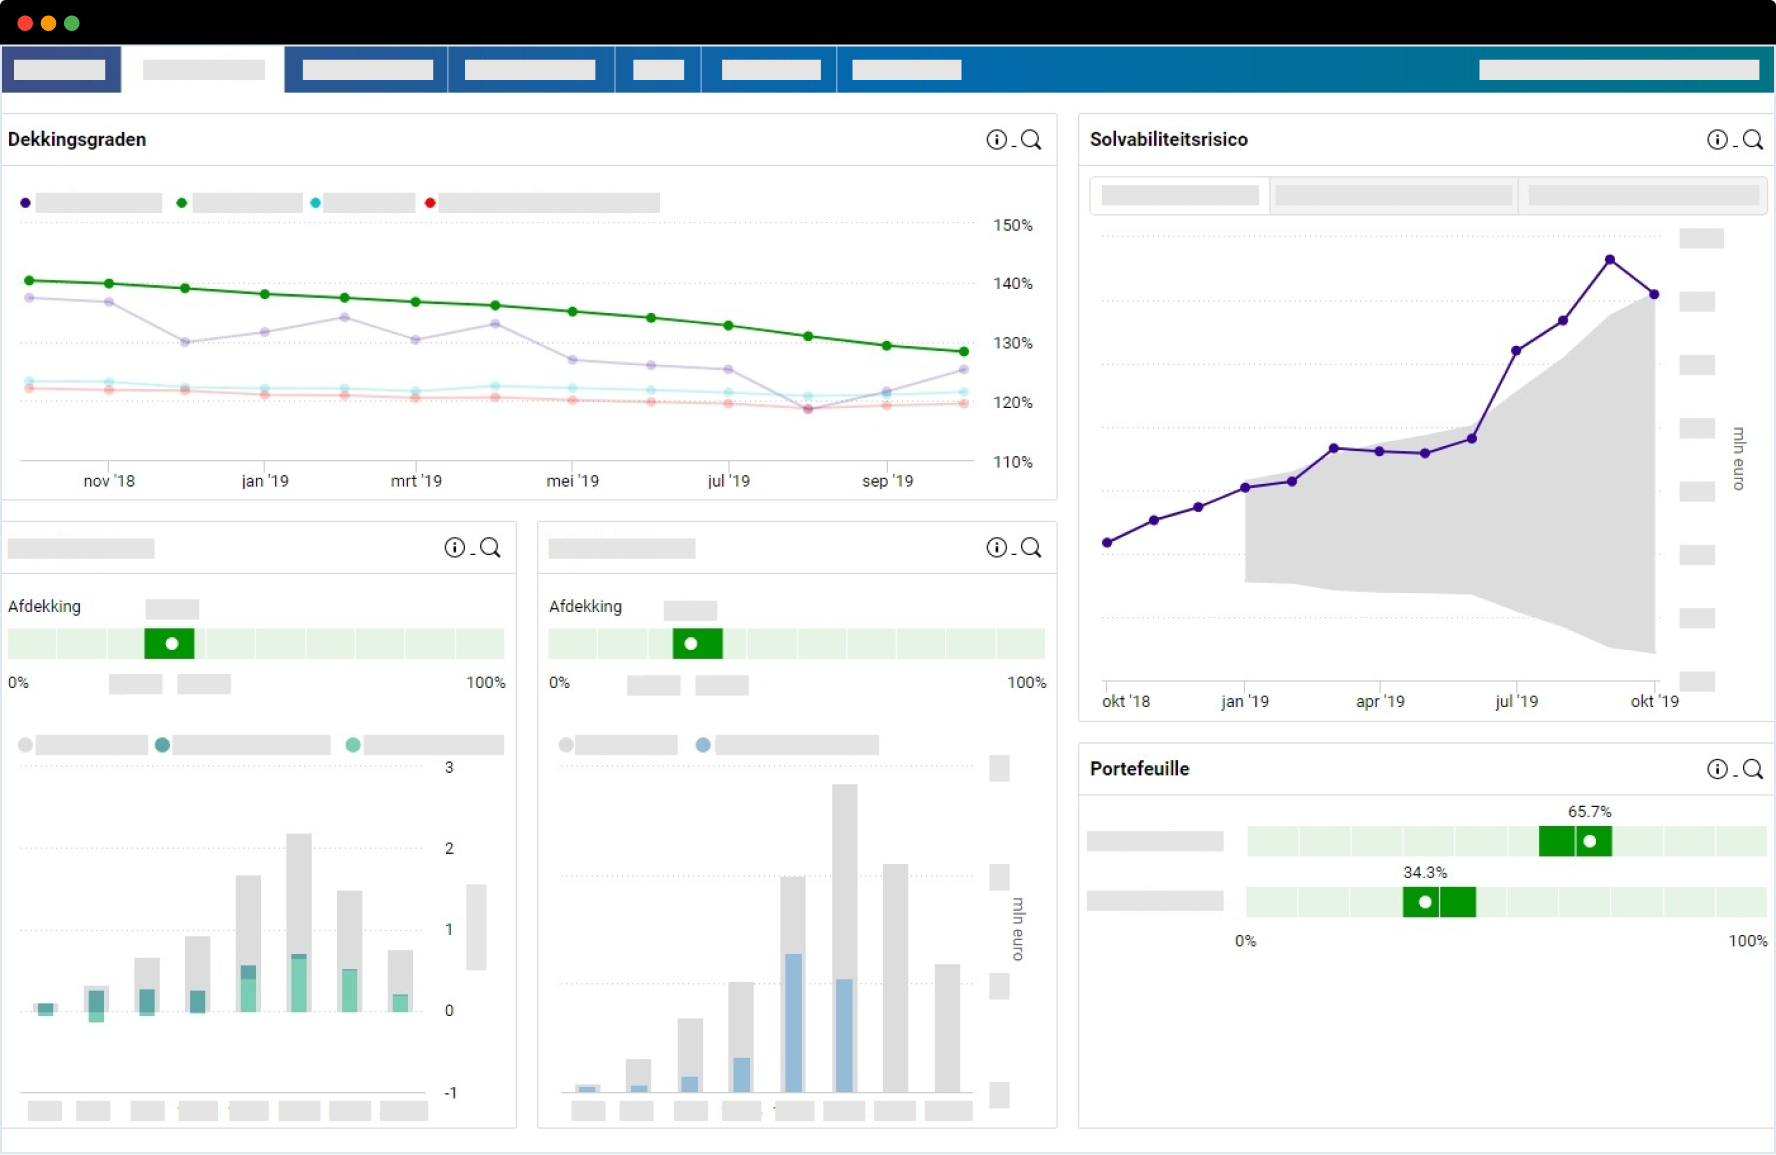 Dekkingsgraden
150%
140%
130%
120%
110%
nov '18
jan '19
mrt '19
mei '19
jul '19
sep '19
Solvabiliteitsrisico
mln euro
okt '18
jan '19
apr '19
jul '19
okt '19
Afdekking
0%
100%
3
2
1
0
-1
Afdekking
0%
100%
mln euro
Portefeuille
65.7%
34.3%
0%
100%